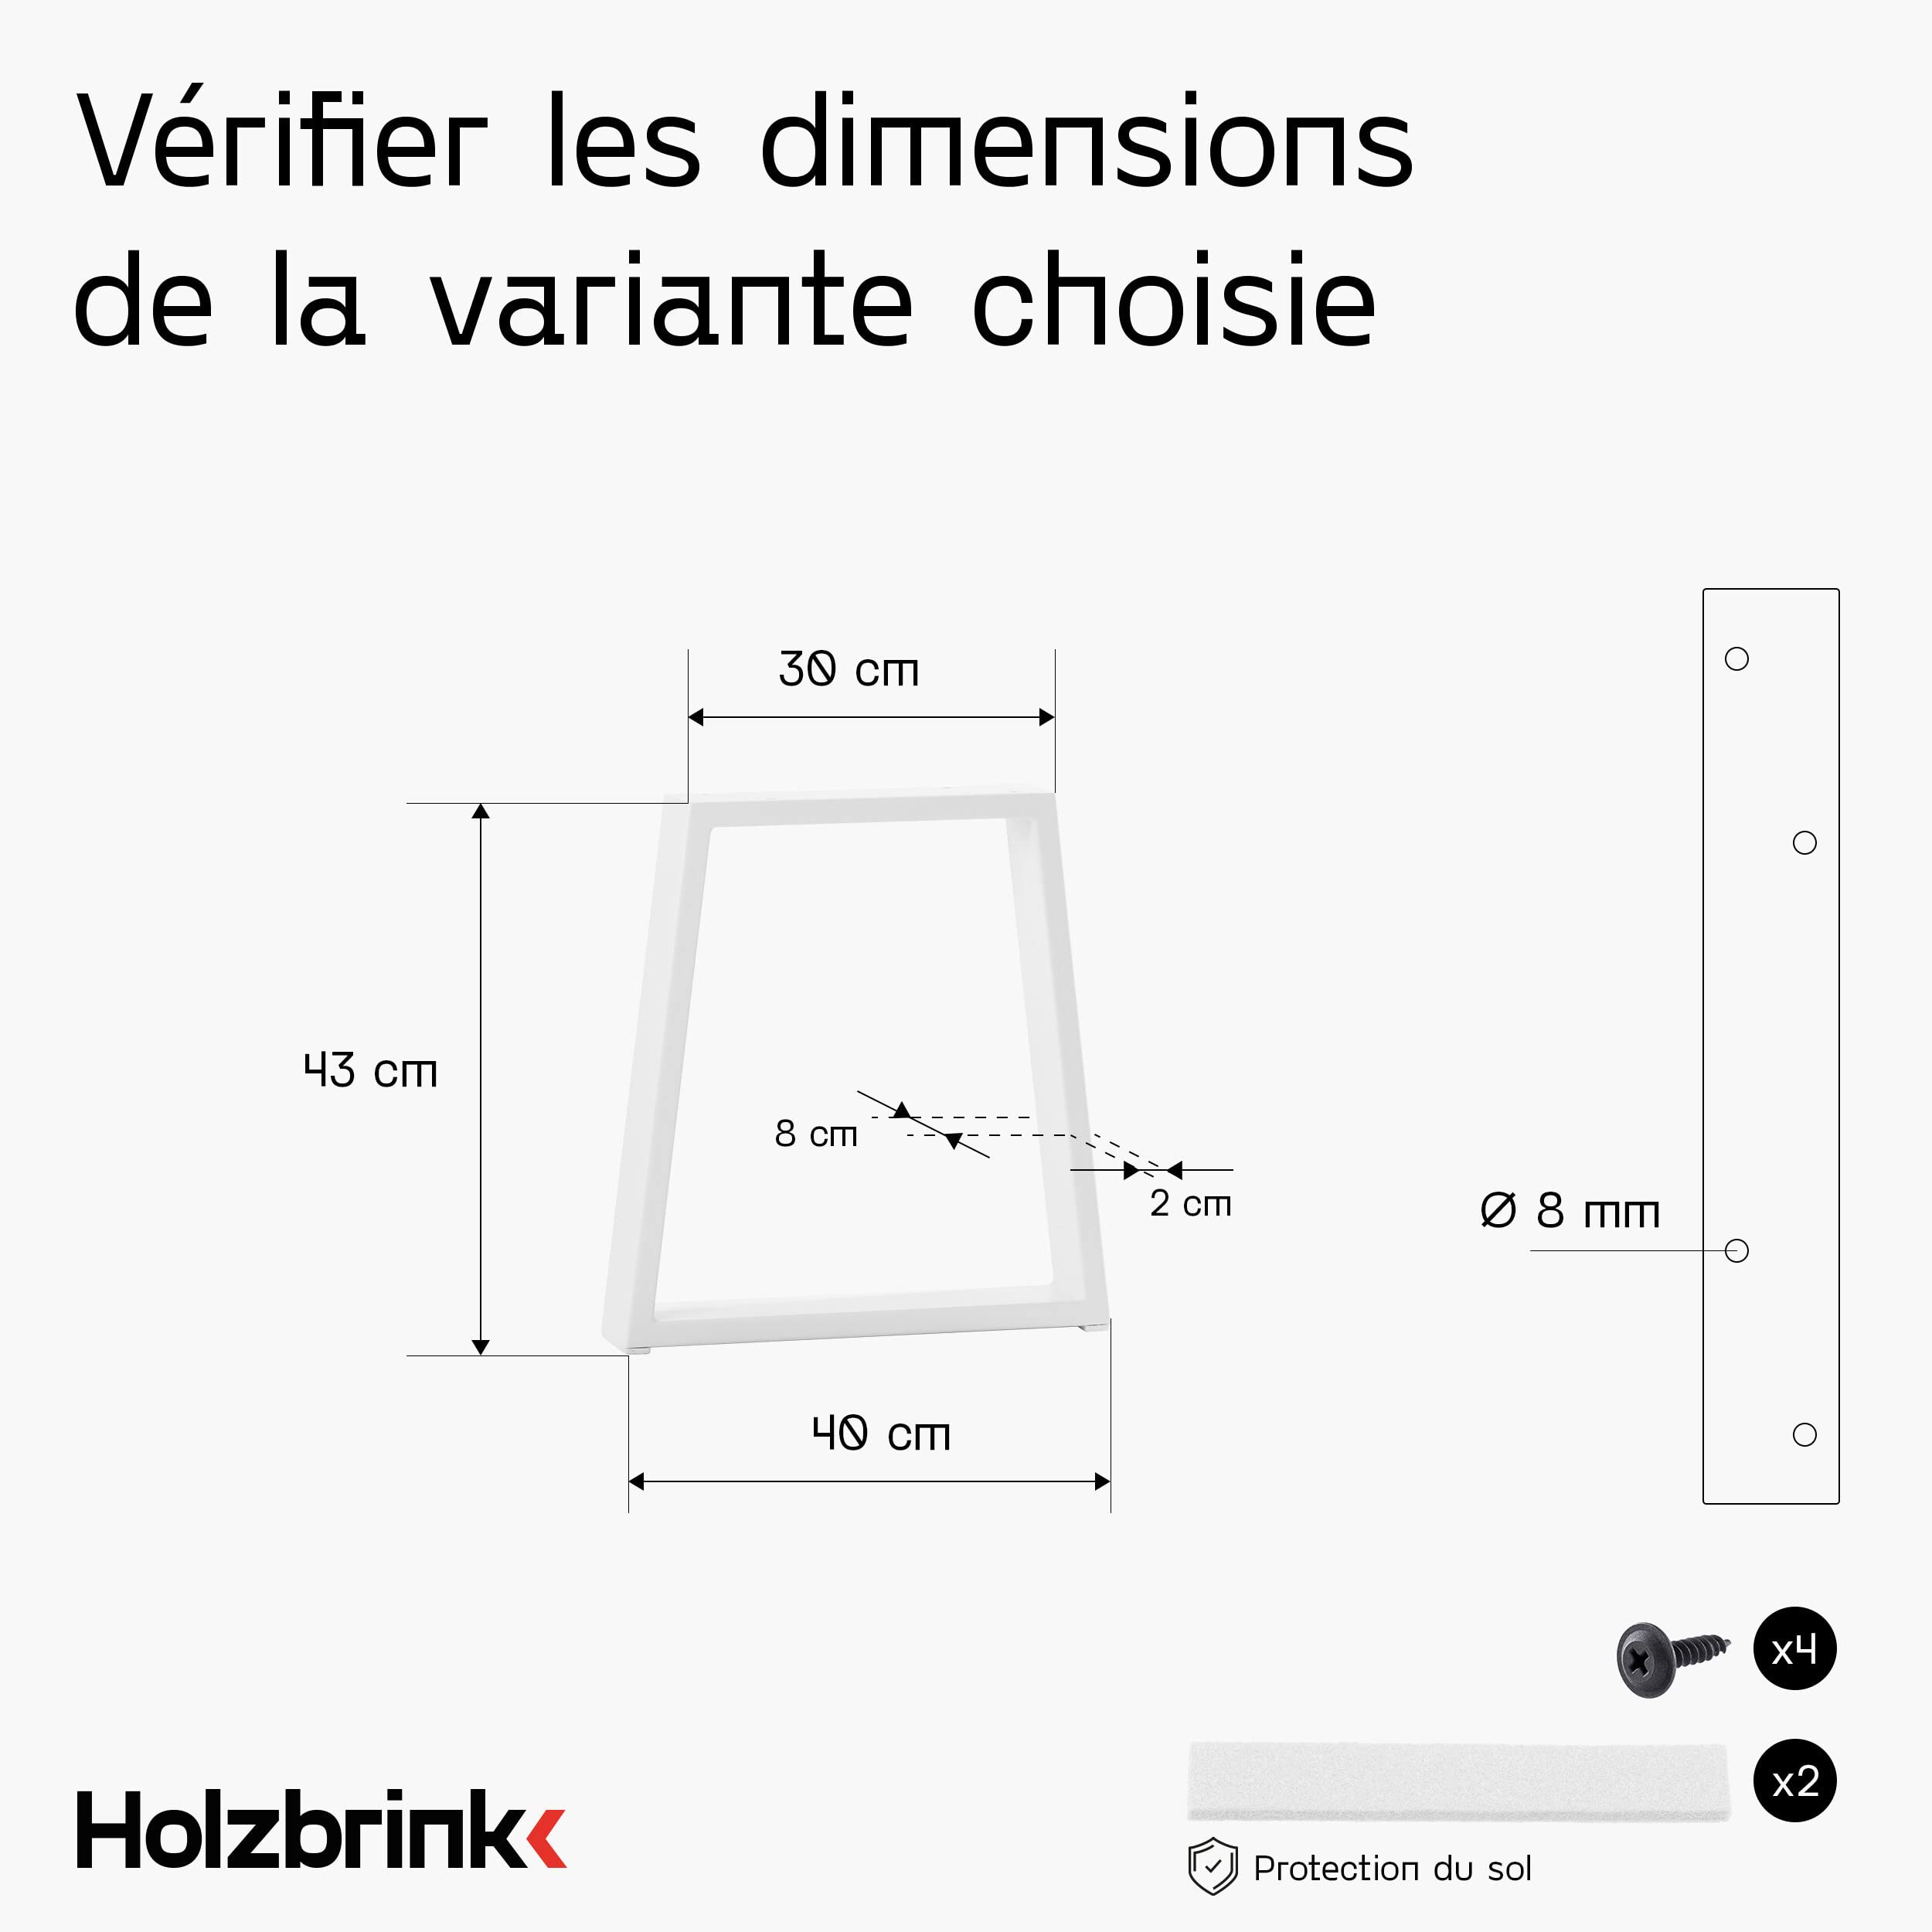 Vérifier les dimensions
de la variante choisie
30 cm
43 cm
8 cm
2 cm
Ø 8 mm
40 cm
x4
x2
Holzbrink
Protection du sol